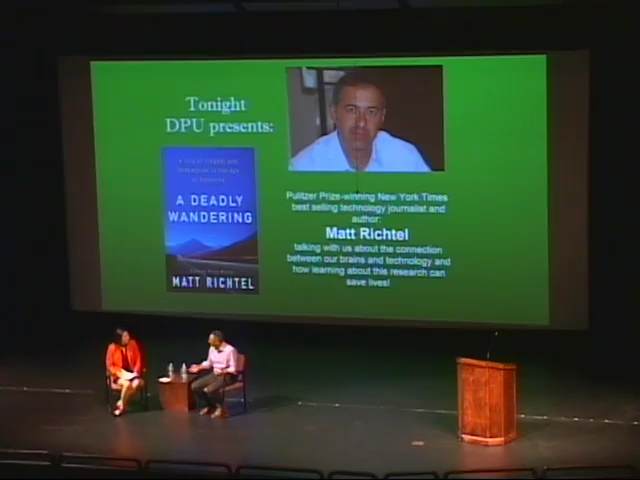 Tonight
DPU presents:
A DEADLY
WANDERING
MATT RICHTEL
Pulitzer Prize-winning New York Times
best selling technology journalist and
author:
Matt Richtel
talking with us about the connection
between our brains and technology and
how learning about this research can
save lives!